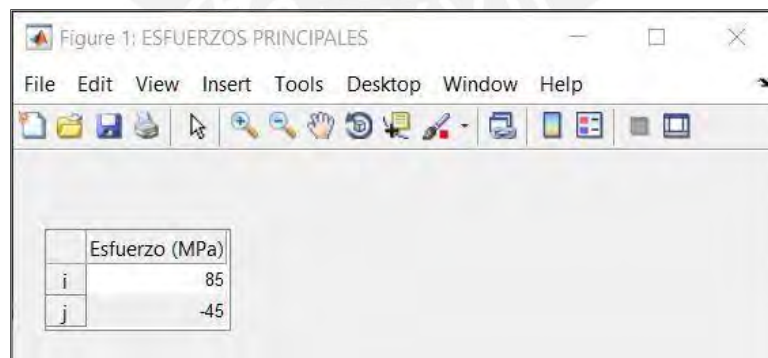 Figure 1: ESFUERZOS PRINCIPALES
File Edit View Insert Tools Desktop Window Help
Esfuerzo (MPa)
i 85
j -45